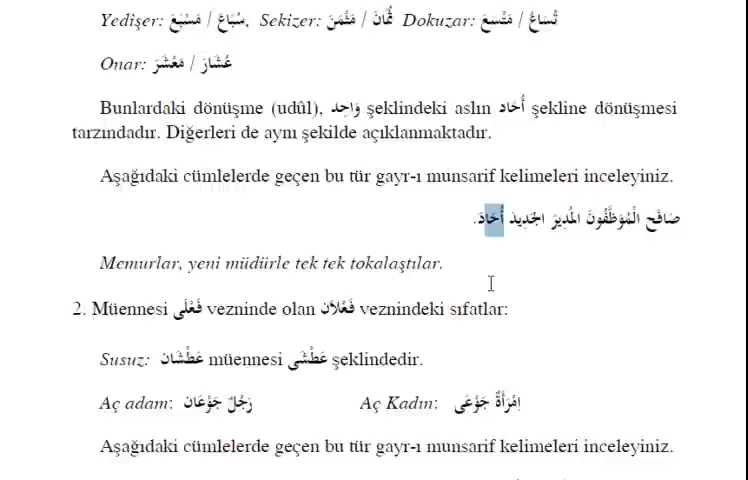 Yedişer: سُبَاعُ / مَسْبَعَ, Sekizer: ثُمَانَ / مَثْمَنَ Dokuzar: تُسَاعُ / مَتْسَعَ
Onar: عُشَارَ / مَعْشَرَ
Bunlardaki dönüşme (udûl), وَاحِد şeklindeki aslın أُحَاد şekline dönüşmesi
tarzındadır. Diğerleri de aynı şekilde açıklanmaktadır.
Aşağıdaki cümlelerde geçen bu tür gayr-ı munsarif kelimeleri inceleyiniz.
صَافَح الْمُوَظَّفُونَ الْمُدِيرَ الْجَدِيدَ أُحَادَ.
Memurlar, yeni müdürle tek tek tokalaştılar.
2. Müennesi فَعْلَى vezninde olan فَعْلاَن veznindeki sıfatlar:
Susuz: عَطْشَان müennesi عَطْشَى şeklindedir.
Aç adam: رَجُلٌ جَوْعَان Aç Kadın: اِمْرَأَةٌ جَوْعَى
Aşağıdaki cümlelerde geçen bu tür gayr-ı munsarif kelimeleri inceleyiniz.